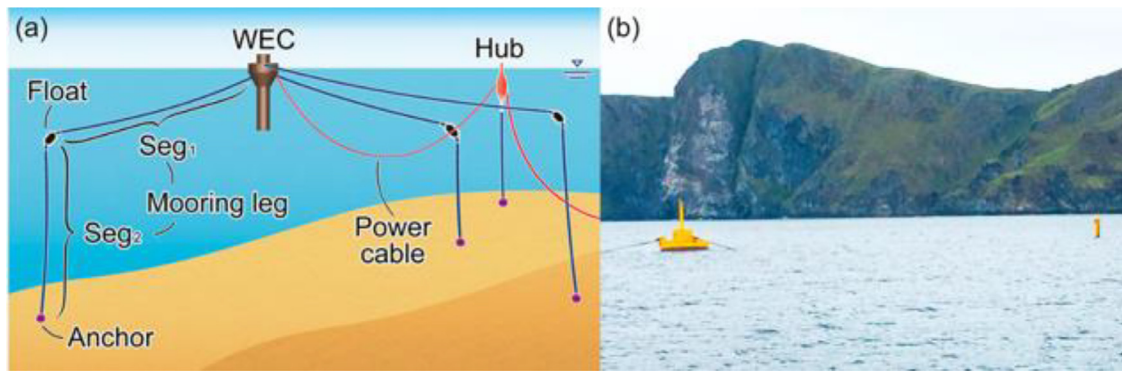 (a)
WEC
Hub
Float
Seg₁
Mooring leg
Seg₂
Power
cable
Anchor
(b)